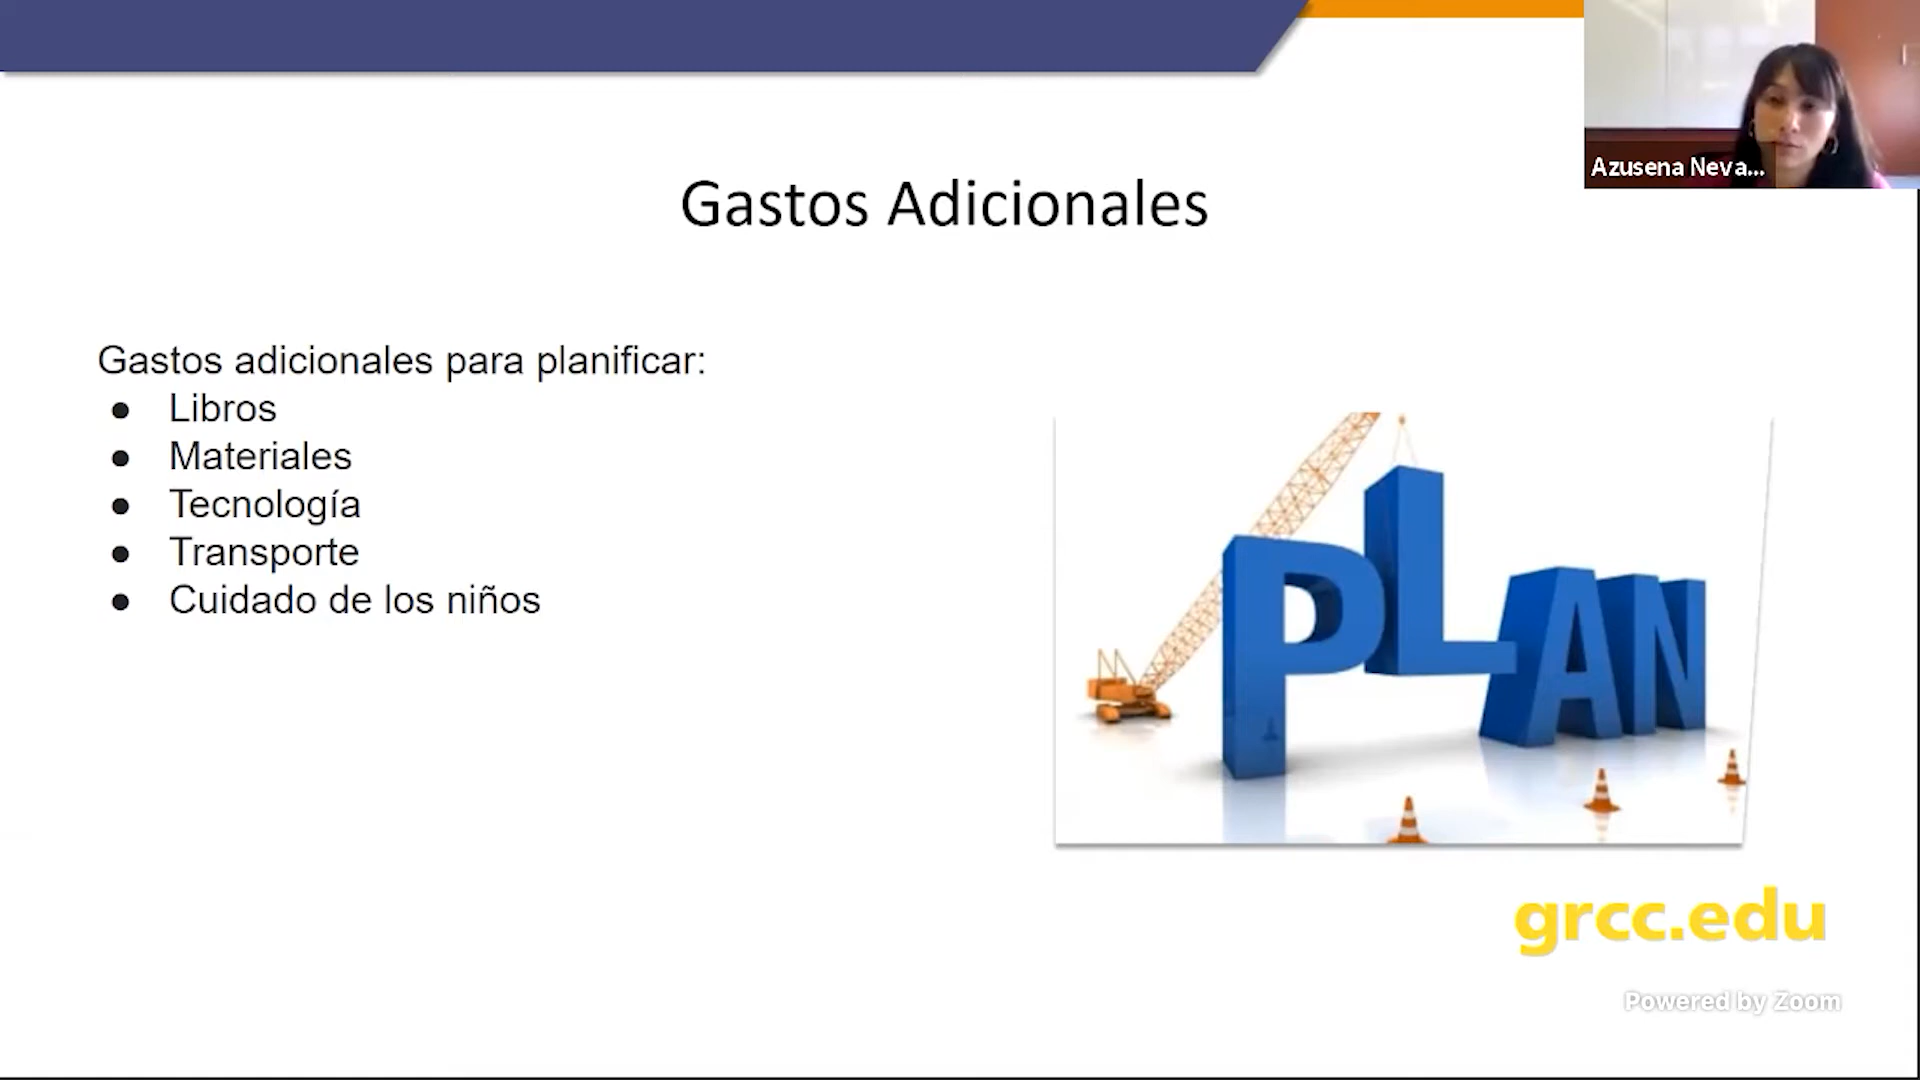 Azusena Neva...
Gastos Adicionales
Gastos adicionales para planificar:
● Libros
● Materiales
● Tecnología
● Transporte
● Cuidado de los niños
PLAN
grcc.edu
Powered by Zoom